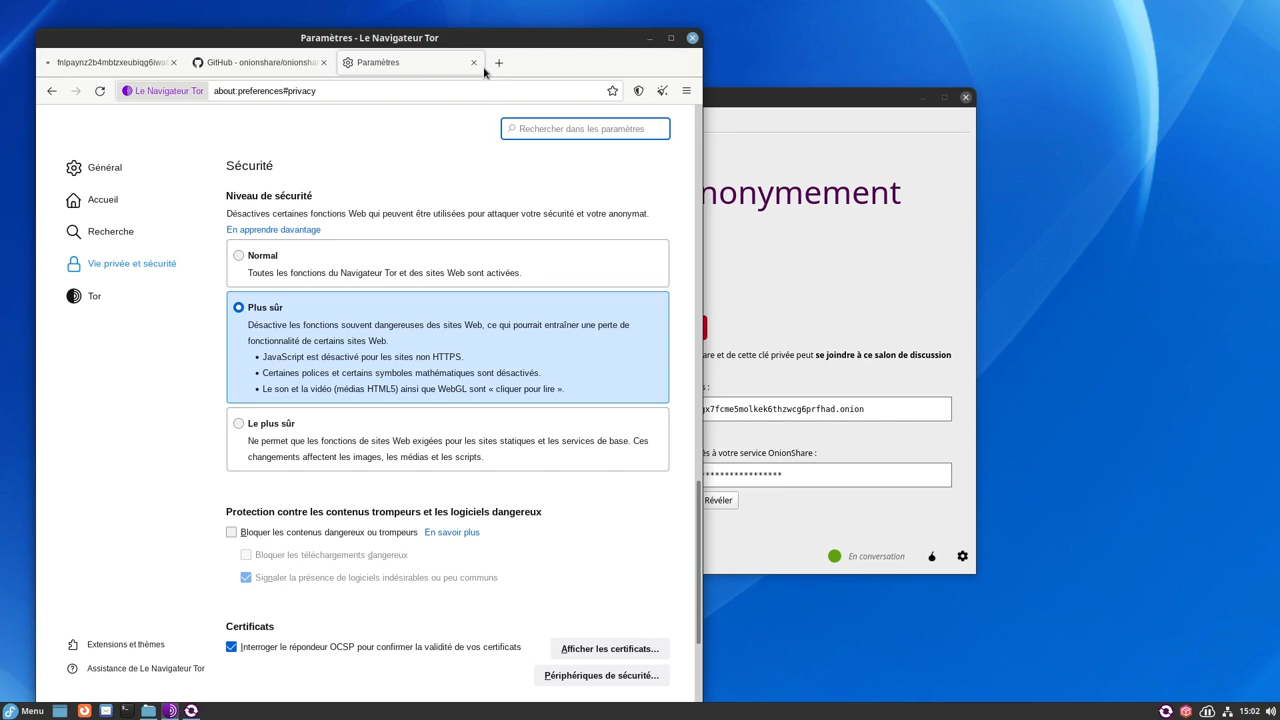 Paramètres - Le Navigateur Tor
GitHub - onionshare/onionsha
Paramètres
Le Navigateur Tor
about:preferences#privacy
Rechercher dans les paramètres
Général
Accueil
Recherche
Vie privée et sécurité
Tor
Extensions et thèmes
Assistance de Le Navigateur Tor
Sécurité
Niveau de sécurité
Désactives certaines fonctions Web qui peuvent être utilisées pour attaquer votre sécurité et votre anonymat.
En apprendre davantage
Normal
Toutes les fonctions du Navigateur Tor et des sites Web sont activées.
Plus sûr
Désactive les fonctions souvent dangereuses des sites Web, ce qui pourrait entraîner une perte de
fonctionnalité de certains sites Web.
• JavaScript est désactivé pour les sites non HTTPS.
• Certaines polices et certains symboles mathématiques sont désactivés.
• Le son et la vidéo (médias HTML5) ainsi que WebGL sont « cliquer pour lire ».
Le plus sûr
Ne permet que les fonctions de sites Web exigées pour les sites statiques et les services de base. Ces
changements affectent les images, les médias et les scripts.
Protection contre les contenus trompeurs et les logiciels dangereux
Bloquer les contenus dangereux ou trompeurs En savoir plus
Bloquer les téléchargements dangereux
Signaler la présence de logiciels indésirables ou peu communs
Certificats
Interroger le répondeur OCSP pour confirmer la validité de vos certificats
Afficher les certificats…
Périphériques de sécurité…
nonymement
are et de cette clé privée peut se joindre à ce salon de discussion
s :
gx7fcme5molkek6thzwcg6prfhad.onion
ès à votre service OnionShare :
*****************
Révéler
En conversation
Menu
15:02